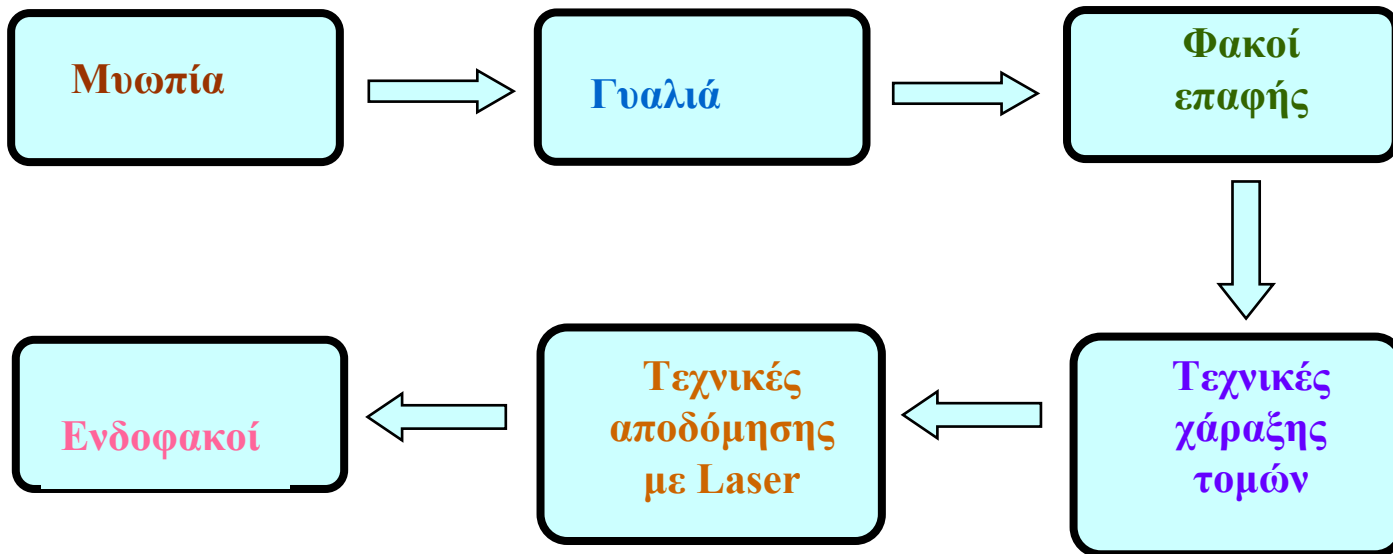 Μυωπία
Γυαλιά
Φακοί
επαφής
Τεχνικές
χάραξης
τομών
Τεχνικές
αποδόμησης
με Laser
Ενδοφακοί